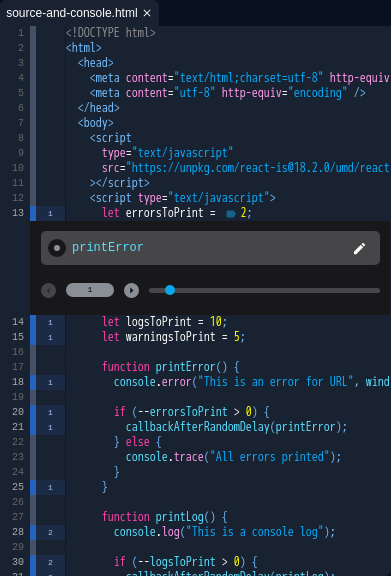 source-and-console.html ×
1 <!DOCTYPE html>
2 <html>
3 <head>
4 <meta content="text/html;charset=utf-8" http-equiv
5 <meta content="utf-8" http-equiv="encoding" />
6 </head>
7 <body>
8 <script
9 type="text/javascript"
10 src="https://unpkg.com/react-is@18.2.0/umd/react
11 ></script>
12 <script type="text/javascript">
13 1 let errorsToPrint = 2;
printError
1
14 1 let logsToPrint = 10;
15 1 let warningsToPrint = 5;
16
17 function printError() {
18 1 console.error("This is an error for URL", wind
19
20 1 if (--errorsToPrint > 0) {
21 1 callbackAfterRandomDelay(printError);
22 } else {
23 console.trace("All errors printed");
24 }
25 1 }
26
27 function printLog() {
28 2 console.log("This is a console log");
29
30 2 if (--logsToPrint > 0) {
31 callbackAfterRandomDelay(printLog);